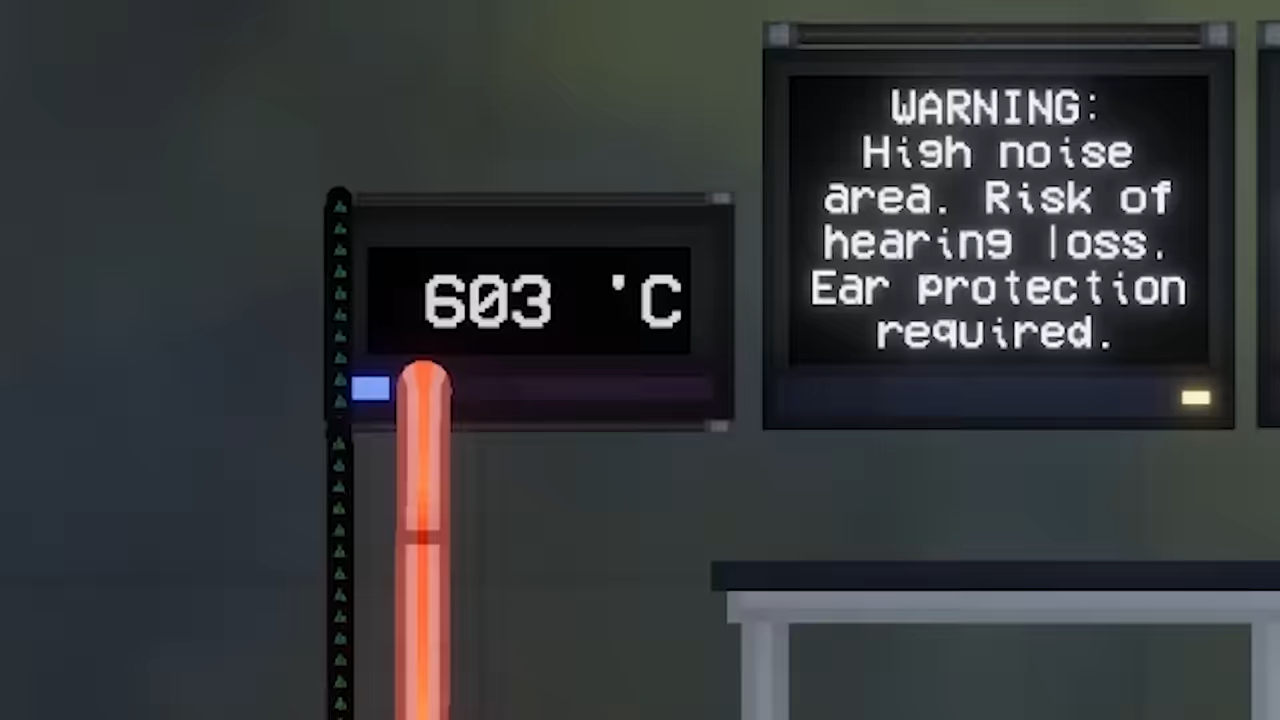 603 °C
WARNING:
High noise
area. Risk of
hearing loss.
Ear protection
required.